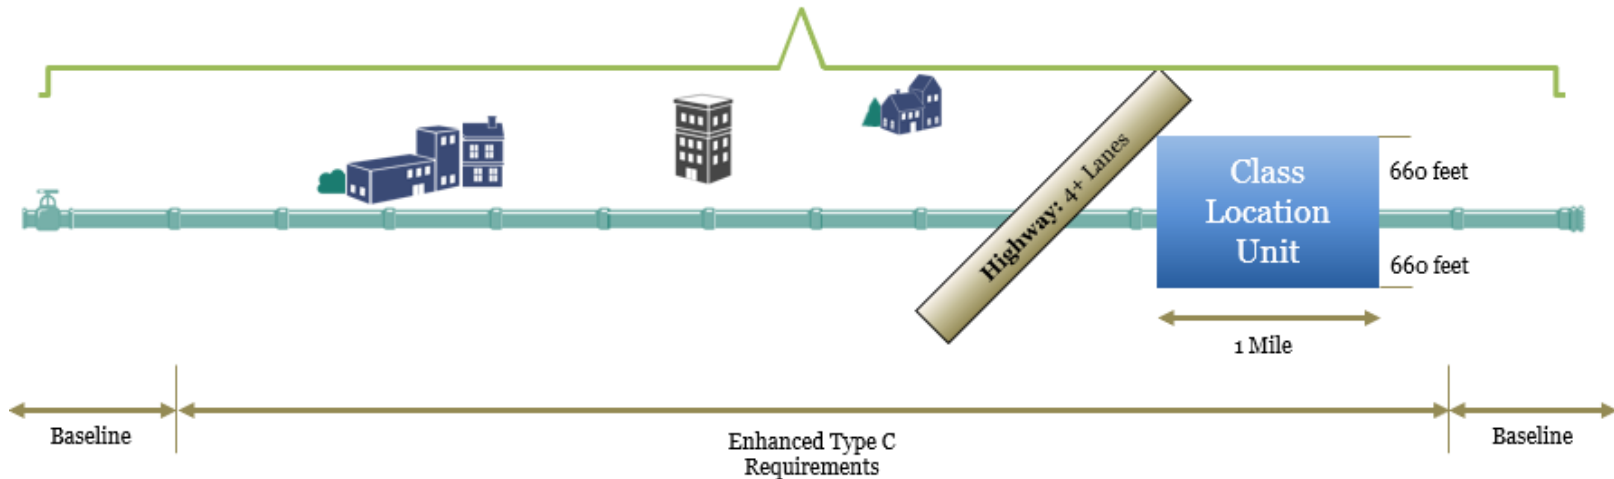 Highway: 4+ Lanes
Class
Location
Unit
660 feet
660 feet
1 Mile
Baseline
Enhanced Type C
Requirements
Baseline